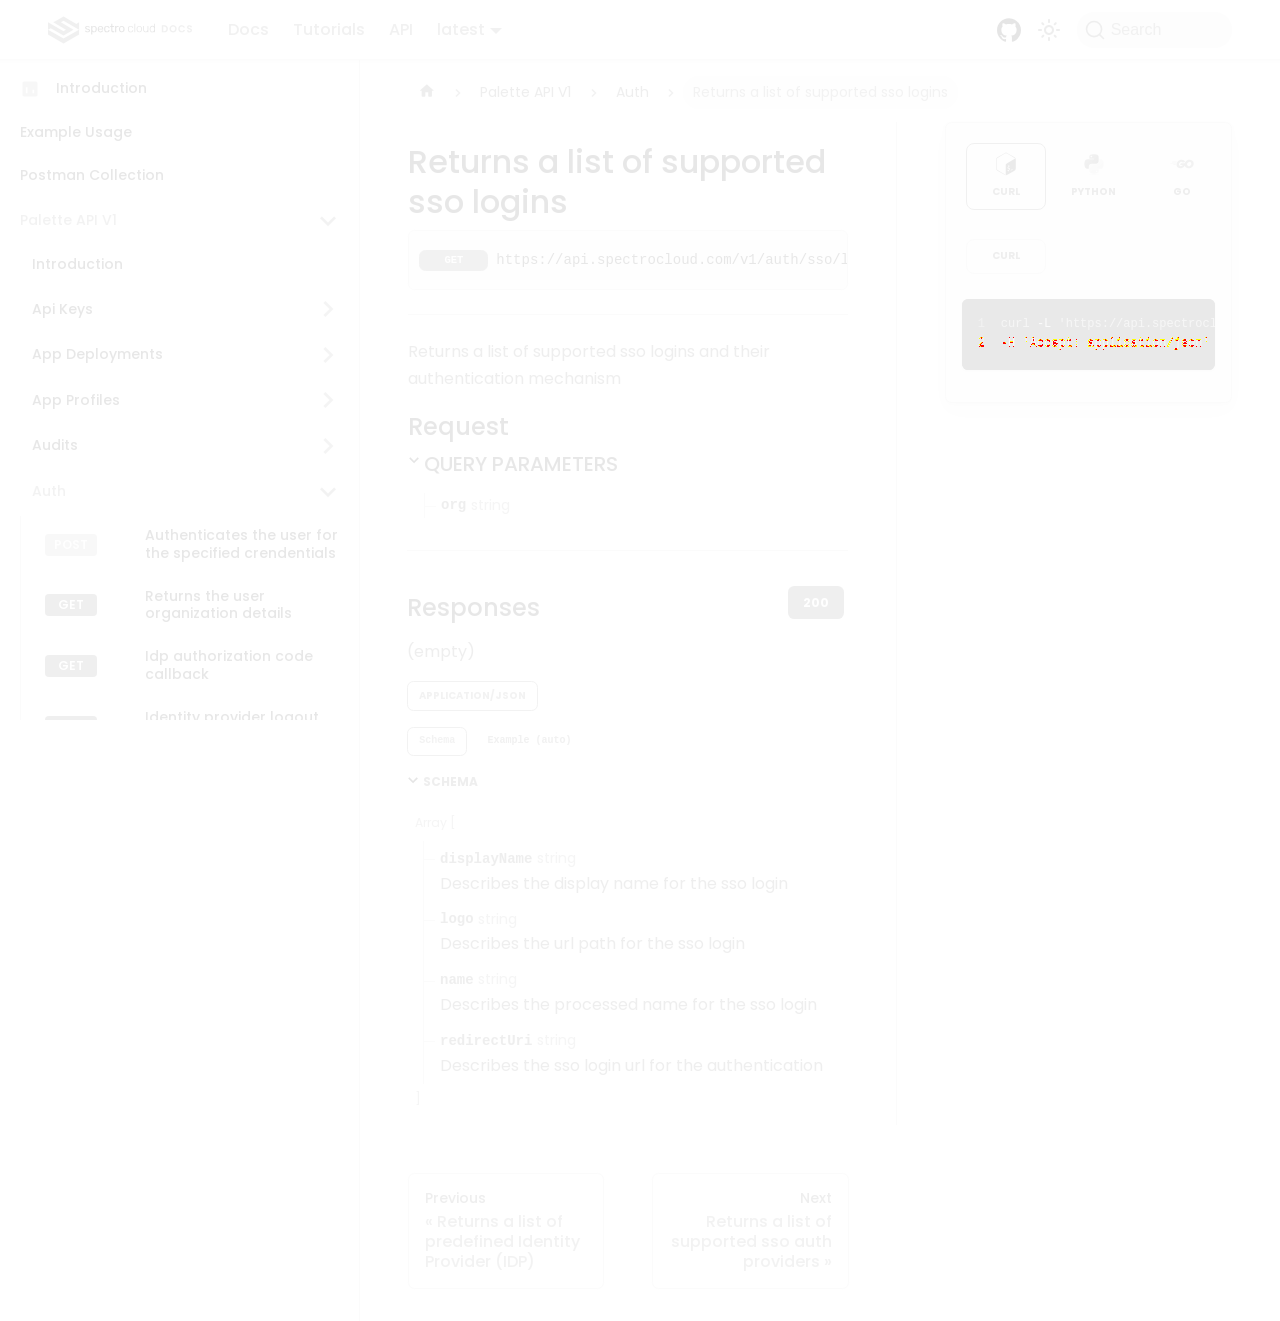 spectro cloud DOCS
Docs
Tutorials
API
latest
Search
Introduction
Example Usage
Postman Collection
Palette API V1
Introduction
Api Keys
App Deployments
App Profiles
Audits
Auth
POST
Authenticates the user for
the specified crendentials
GET
Returns the user
organization details
GET
Idp authorization code
callback
Identity provider logout
Palette API V1
Auth
Returns a list of supported sso logins
Returns a list of supported
sso logins
GET
https://api.spectrocloud.com/v1/auth/sso/l
Returns a list of supported sso logins and their
authentication mechanism
Request
QUERY PARAMETERS
org string
Responses
200
(empty)
APPLICATION/JSON
Schema
Example (auto)
SCHEMA
Array [
displayName string
Describes the display name for the sso login
logo string
Describes the url path for the sso login
name string
Describes the processed name for the sso login
redirectUri string
Describes the sso login url for the authentication
]
Previous
« Returns a list of
predefined Identity
Provider (IDP)
Next
Returns a list of
supported sso auth
providers »
CURL
PYTHON
GO
CURL
1 curl -L 'https://api.spectrocl
2 -H 'Accept: application/json'